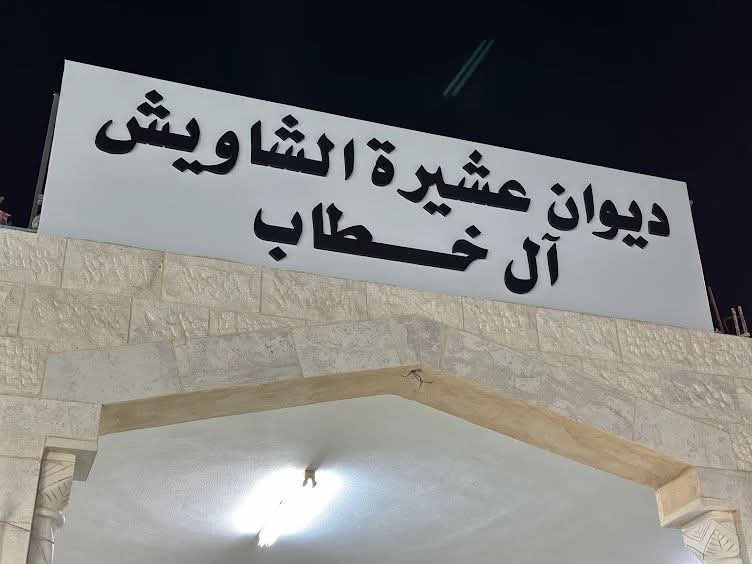 ديوان عشيرة الشاويش
آل خطاب